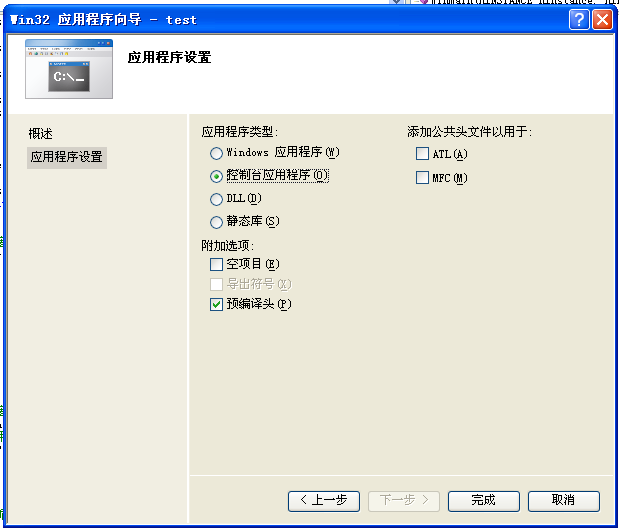 Win32 应用程序向导 - test
C:\_
应用程序设置
概述
应用程序设置
应用程序类型:
Windows 应用程序(W)
控制台应用程序(O)
DLL(D)
静态库(S)
附加选项:
空项目(E)
导出符号(X)
预编译头(P)
添加公共头文件以用于:
ATL(A)
MFC(M)
< 上一步
下一步 >
完成
取消